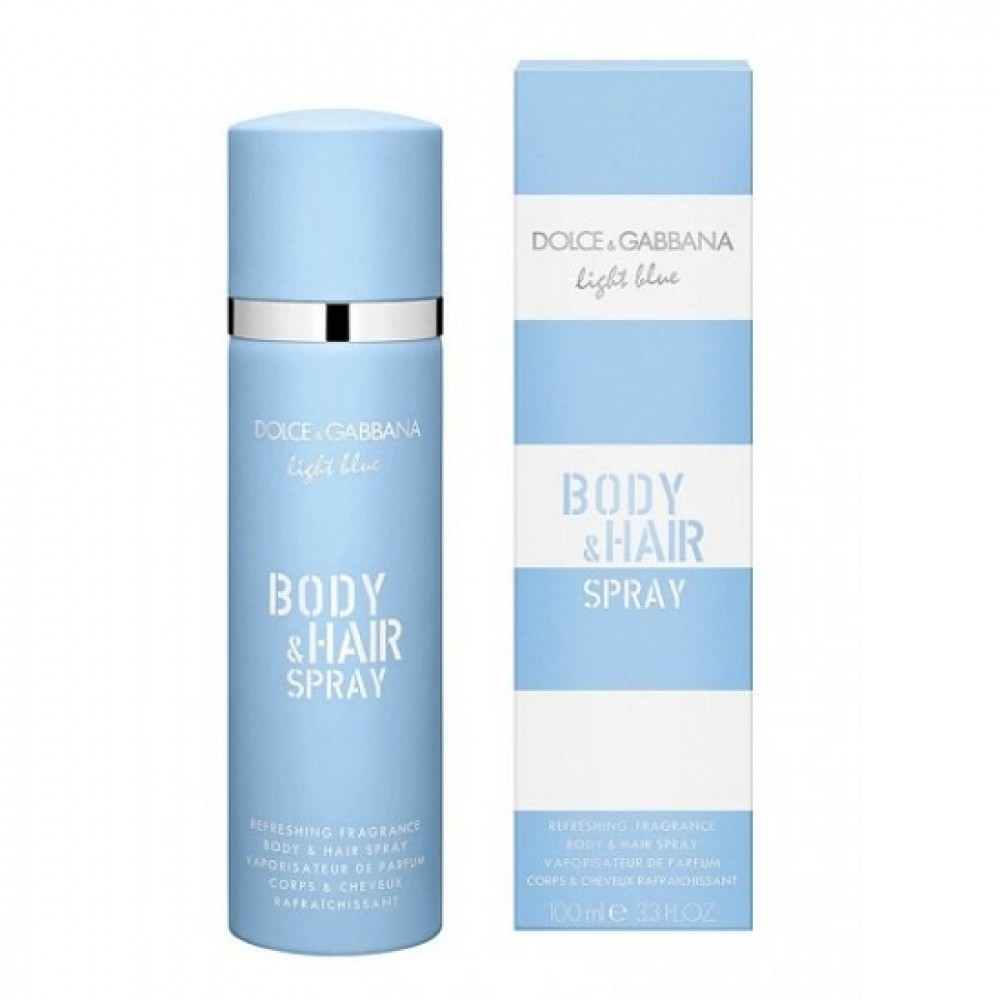 DOLCE & GABBANA
light blue
BODY
& HAIR
SPRAY
REFRESHING FRAGRANCE
BODY & HAIR SPRAY
VAPORISATEUR DE PARFUM
CORPS & CHEVEUX
RAFRAÎCHISSANT
DOLCE & GABBANA
light blue
BODY
& HAIR
SPRAY
REFRESHING FRAGRANCE
BODY & HAIR SPRAY
VAPORISATEUR DE PARFUM
CORPS & CHEVEUX RAFRAÎCHISSANT
100 ml e 3.3 FL.OZ